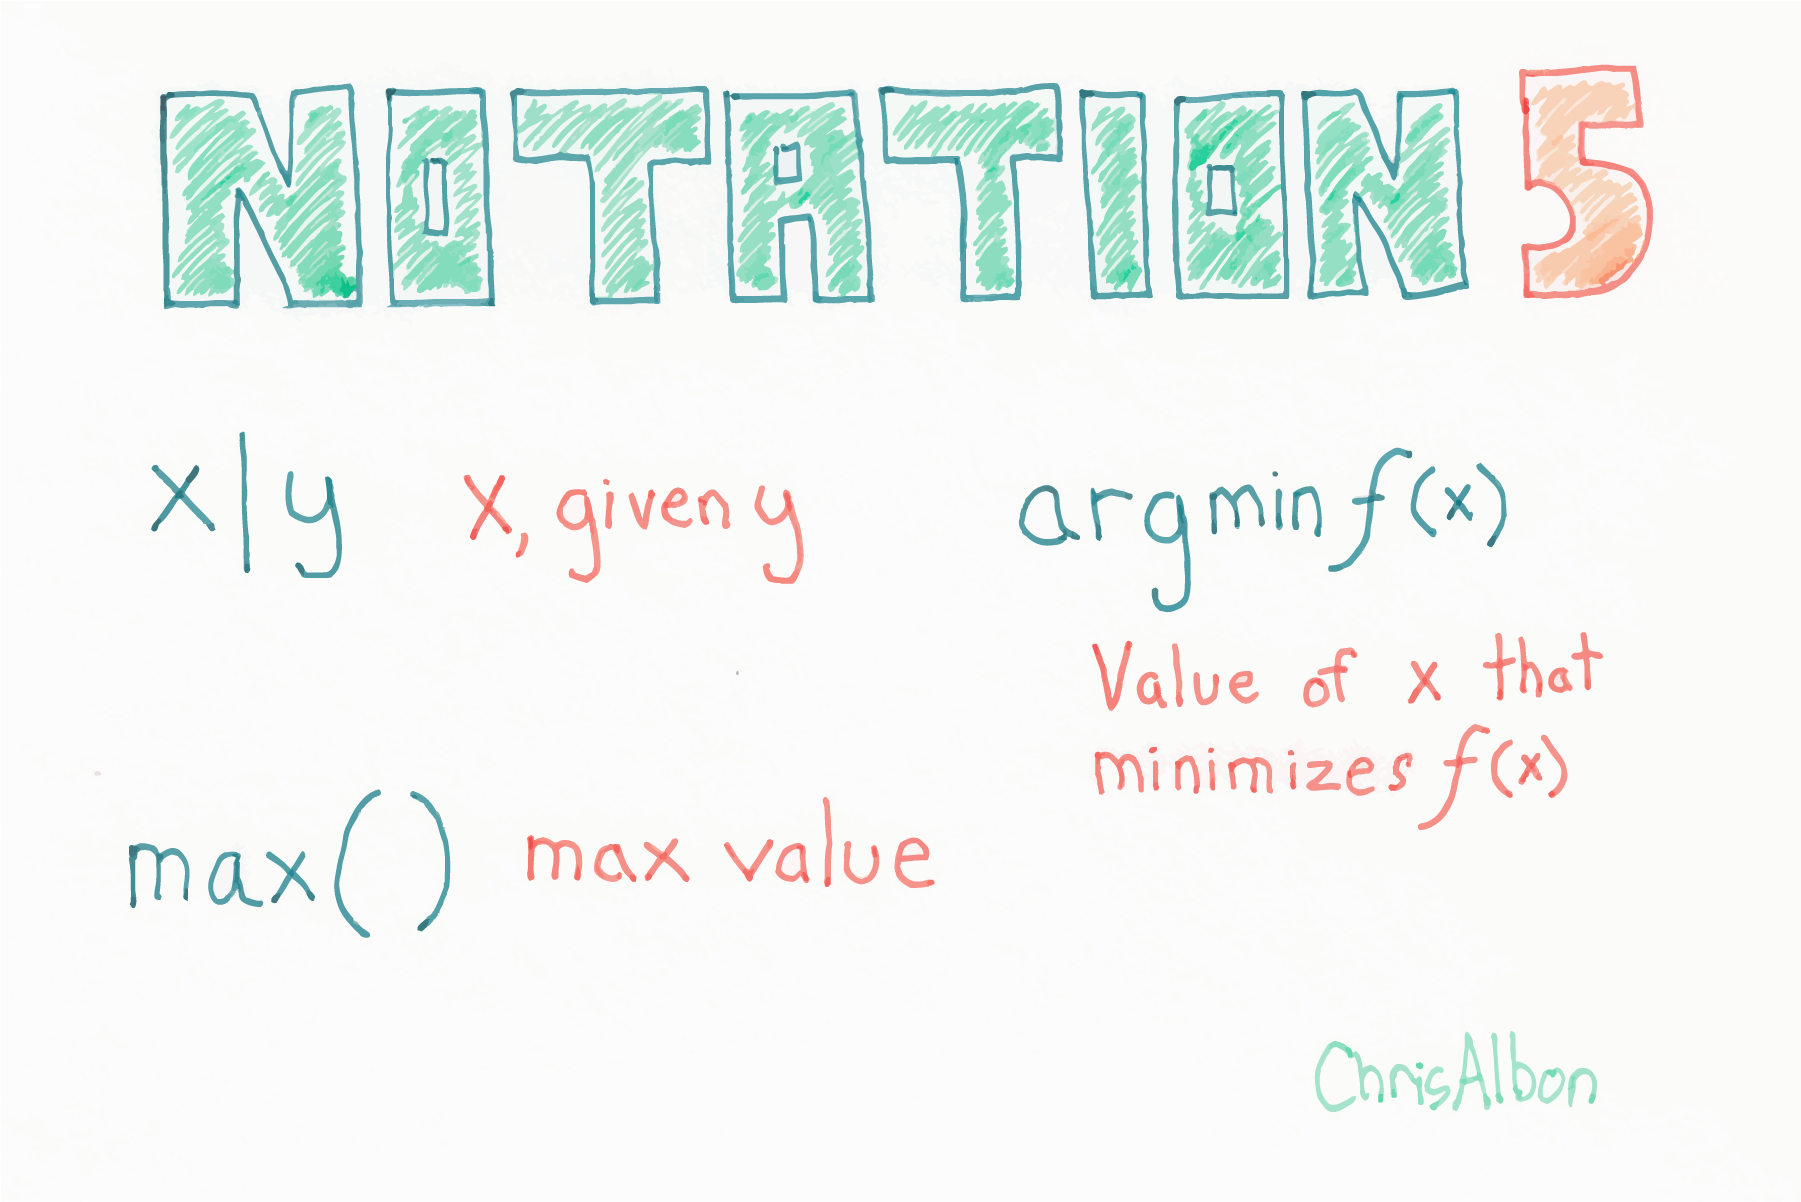 NOTATION 5
x|y x, given y
argmin f(x)
Value of x that
minimizes f(x)
max() max value
ChrisAlbon